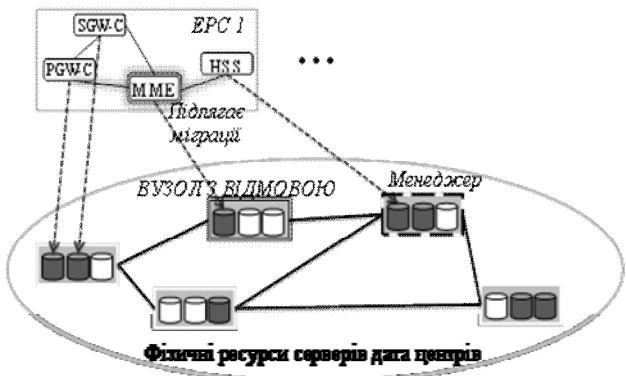 SGW-C
EPC 1
PGW-C
HSS
MME
Підлягає
міграції
ВУЗОЛ З ВІДМОВОЮ
Менеджер
Фізичні ресурси серверів дата центрів